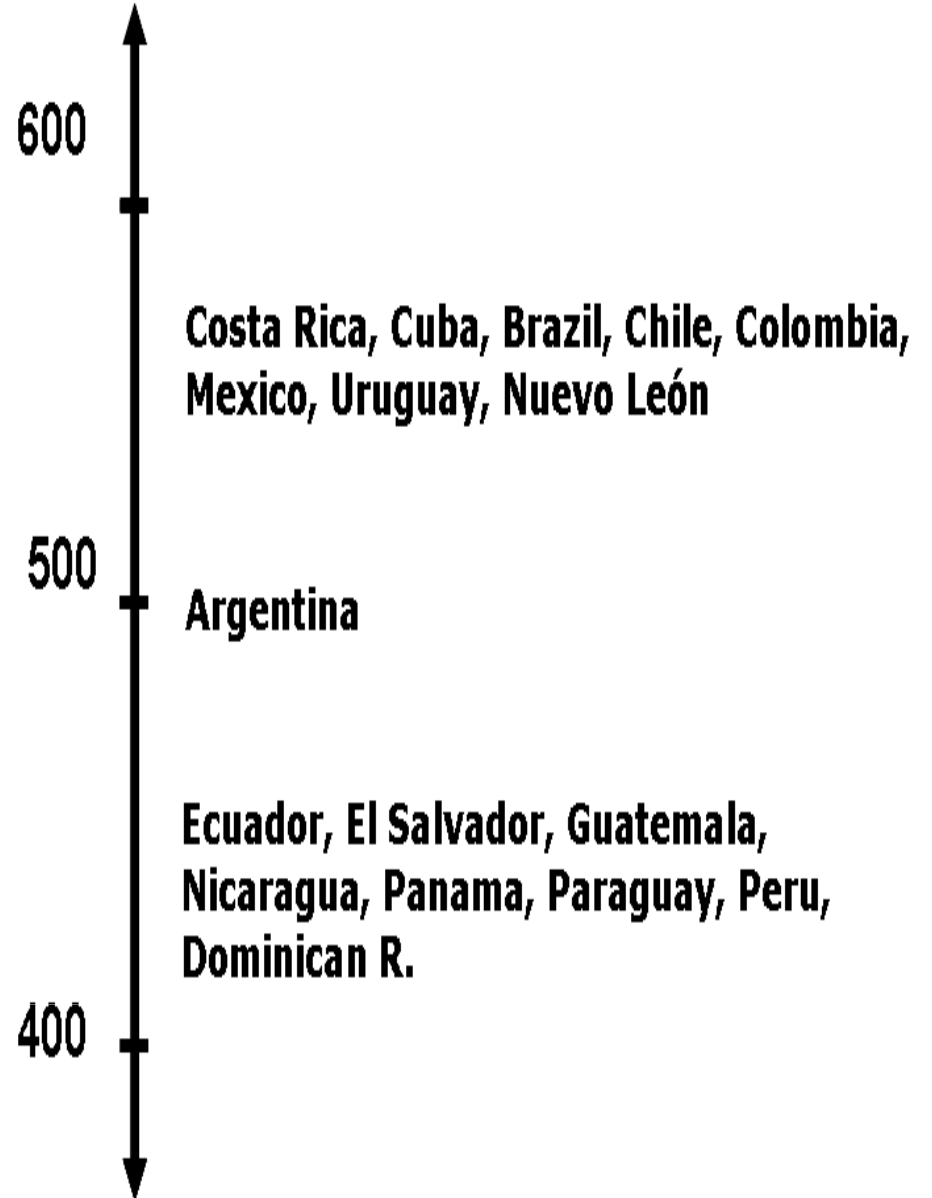 600
Costa Rica, Cuba, Brazil, Chile, Colombia,
Mexico, Uruguay, Nuevo León
500
Argentina
Ecuador, El Salvador, Guatemala,
Nicaragua, Panama, Paraguay, Peru,
Dominican R.
400